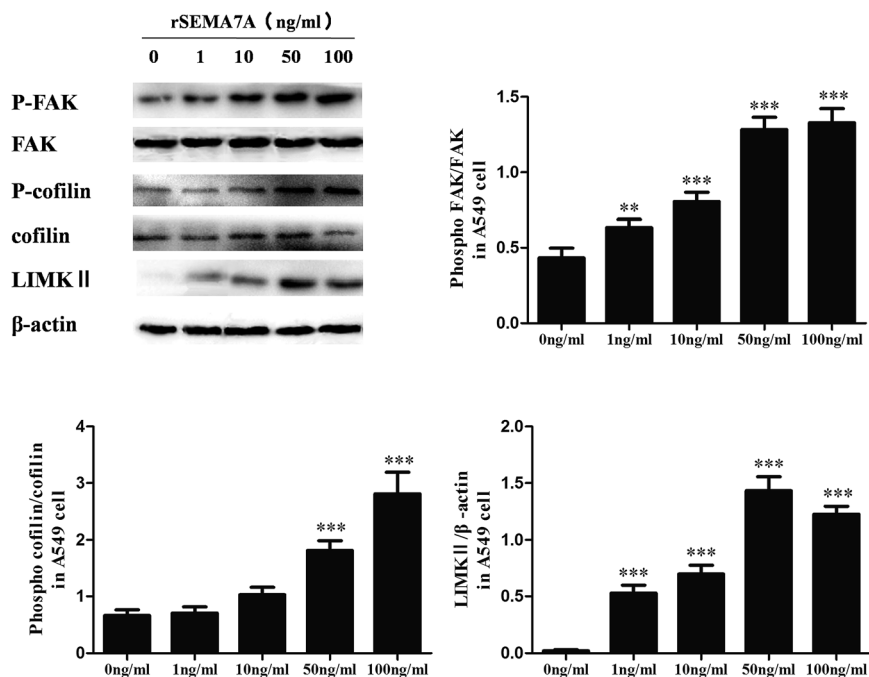 rSEMA7A（ng/ml）
0 1 10 50 100
P-FAK
FAK
P-cofilin
cofilin
LIMKⅡ
β-actin
Phospho FAK/FAK
in A549 cell
1.5
1.0
0.5
0.0
**
***
***
***
0ng/ml 1ng/ml 10ng/ml 50ng/ml 100ng/ml
Phospho cofilin/cofilin
in A549 cell
4
3
2
1
0
***
***
0ng/ml 1ng/ml 10ng/ml 50ng/ml 100ng/ml
LIMKⅡ/β-actin
in A549 cell
2.0
1.5
1.0
0.5
0.0
***
***
***
***
0ng/ml 1ng/ml 10ng/ml 50ng/ml 100ng/ml